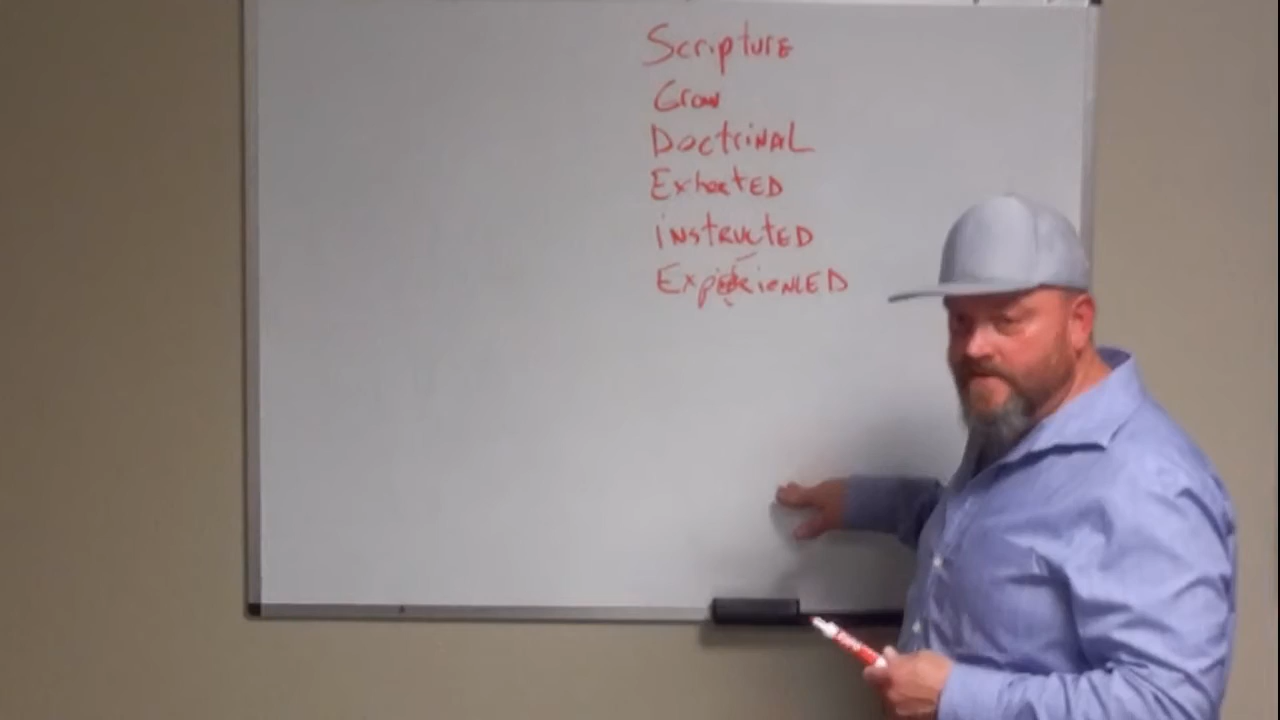 Scripture
Grow
DoctriNAL
ExhortED
iNstRuctED
ExpERiENCED